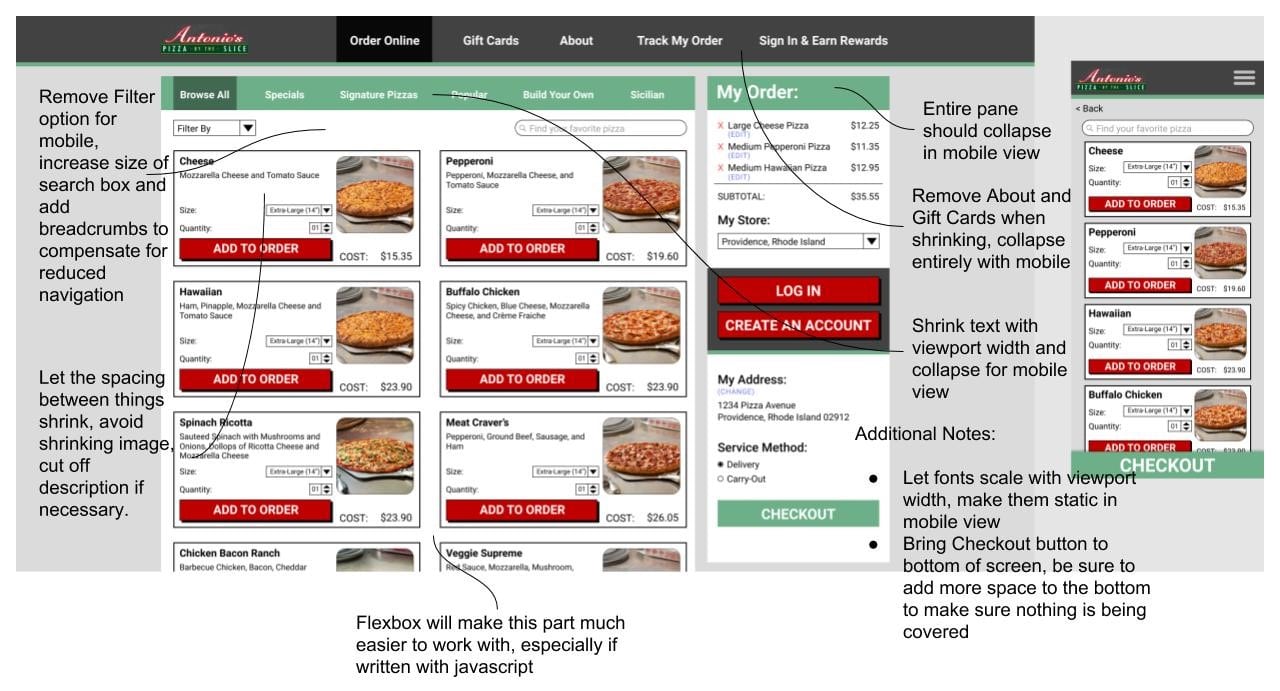 Antonio's
PIZZA · BY THE · SLICE
Order Online
Gift Cards
About
Track My Order
Sign In & Earn Rewards
Browse All
Specials
Signature Pizzas
Popular
Build Your Own
Sicilian
Filter By
Find your favorite pizza
Cheese
Mozzarella Cheese and Tomato Sauce
Size:
Extra-Large (14")
Quantity:
01
ADD TO ORDER
COST: $15.35
Pepperoni
Pepperoni, Mozzarella Cheese, and
Tomato Sauce
Size:
Extra-Large (14")
Quantity:
01
ADD TO ORDER
COST: $19.60
Hawaiian
Ham, Pinapple, Mozzarella Cheese and
Tomato Sauce
Size:
Extra-Large (14")
Quantity:
01
ADD TO ORDER
COST: $23.90
Buffalo Chicken
Spicy Chicken, Blue Cheese, Mozzarella
Cheese, and Crème Fraiche
Size:
Extra-Large (14")
Quantity:
01
ADD TO ORDER
COST: $23.90
Spinach Ricotta
Sauteed Spinach with Mushrooms and
Onions, Dollops of Ricotta Cheese and
Mozzarella Cheese
Size:
Extra-Large (14")
Quantity:
01
ADD TO ORDER
COST: $23.90
Meat Craver's
Pepperoni, Ground Beef, Sausage, and
Ham
Size:
Extra-Large (14")
Quantity:
01
ADD TO ORDER
COST: $26.05
Chicken Bacon Ranch
Barbecue Chicken, Bacon, Cheddar
Veggie Supreme
Red Sauce, Mozzarella, Mushroom,
My Order:
X Large Cheese Pizza $12.25
(EDIT)
X Medium Pepperoni Pizza $11.35
(EDIT)
X Medium Hawaiian Pizza $12.95
(EDIT)
SUBTOTAL: $35.55
My Store:
Providence, Rhode Island
LOG IN
CREATE AN ACCOUNT
My Address:
(CHANGE)
1234 Pizza Avenue
Providence, Rhode Island 02912
Service Method:
Delivery
Carry-Out
CHECKOUT
Remove Filter
option for
mobile,
increase size of
search box and
add
breadcrumbs to
compensate for
reduced
navigation
Let the spacing
between things
shrink, avoid
shrinking image,
cut off
description if
necessary.
Flexbox will make this part much
easier to work with, especially if
written with javascript
Entire pane
should collapse
in mobile view
Remove About and
Gift Cards when
shrinking, collapse
entirely with mobile
Shrink text with
viewport width and
collapse for mobile
view
Additional Notes:
● Let fonts scale with viewport
width, make them static in
mobile view
● Bring Checkout button to
bottom of screen, be sure to
add more space to the bottom
to make sure nothing is being
covered
Antonio's
PIZZA · BY THE · SLICE
< Back
Find your favorite pizza
Cheese
Size:
Extra-Large (14")
Quantity:
01
ADD TO ORDER
COST: $15.35
Pepperoni
Size:
Extra-Large (14")
Quantity:
01
ADD TO ORDER
COST: $19.60
Hawaiian
Size:
Extra-Large (14")
Quantity:
01
ADD TO ORDER
COST: $23.90
Buffalo Chicken
Size:
Extra-Large (14")
Quantity:
01
ADD TO ORDER
COST: $23.90
CHECKOUT